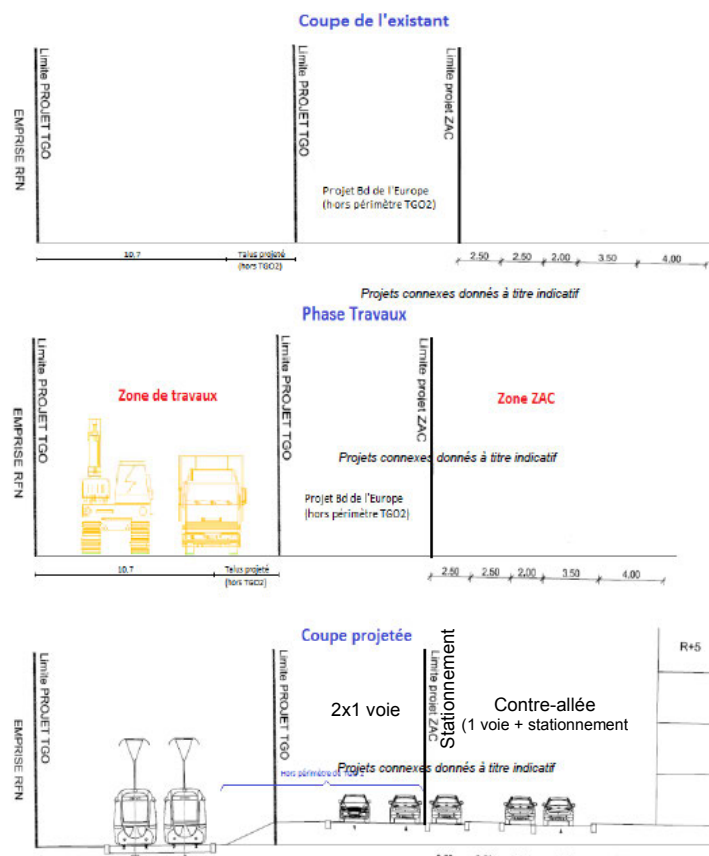 Coupe de l'existant
EMPRISE RFN
Limite PROJET TGO
Limite PROJET TGO
Limite projet ZAC
Projet Bd de l'Europe
(hors périmètre TGO2)
10.7
Talus projeté
(hors TGO2)
2.50
2.50
2.00
3.50
4.00
Projets connexes donnés à titre indicatif
Phase Travaux
EMPRISE RFN
Limite PROJET TGO
Zone de travaux
Limite PROJET TGO
Limite projet ZAC
Zone ZAC
Projets connexes donnés à titre indicatif
Projet Bd de l'Europe
(hors périmètre TGO2)
10.7
Talus projeté
(hors TGO2)
2.50
2.50
2.00
3.50
4.00
Coupe projetée
EMPRISE RFN
Limite PROJET TGO
Limite PROJET TGO
2x1 voie
Limite projet ZAC
Stationnement
Contre-allée
(1 voie + stationnement
R+5
Hors périmètre de
Projets connexes donnés à titre indicatif